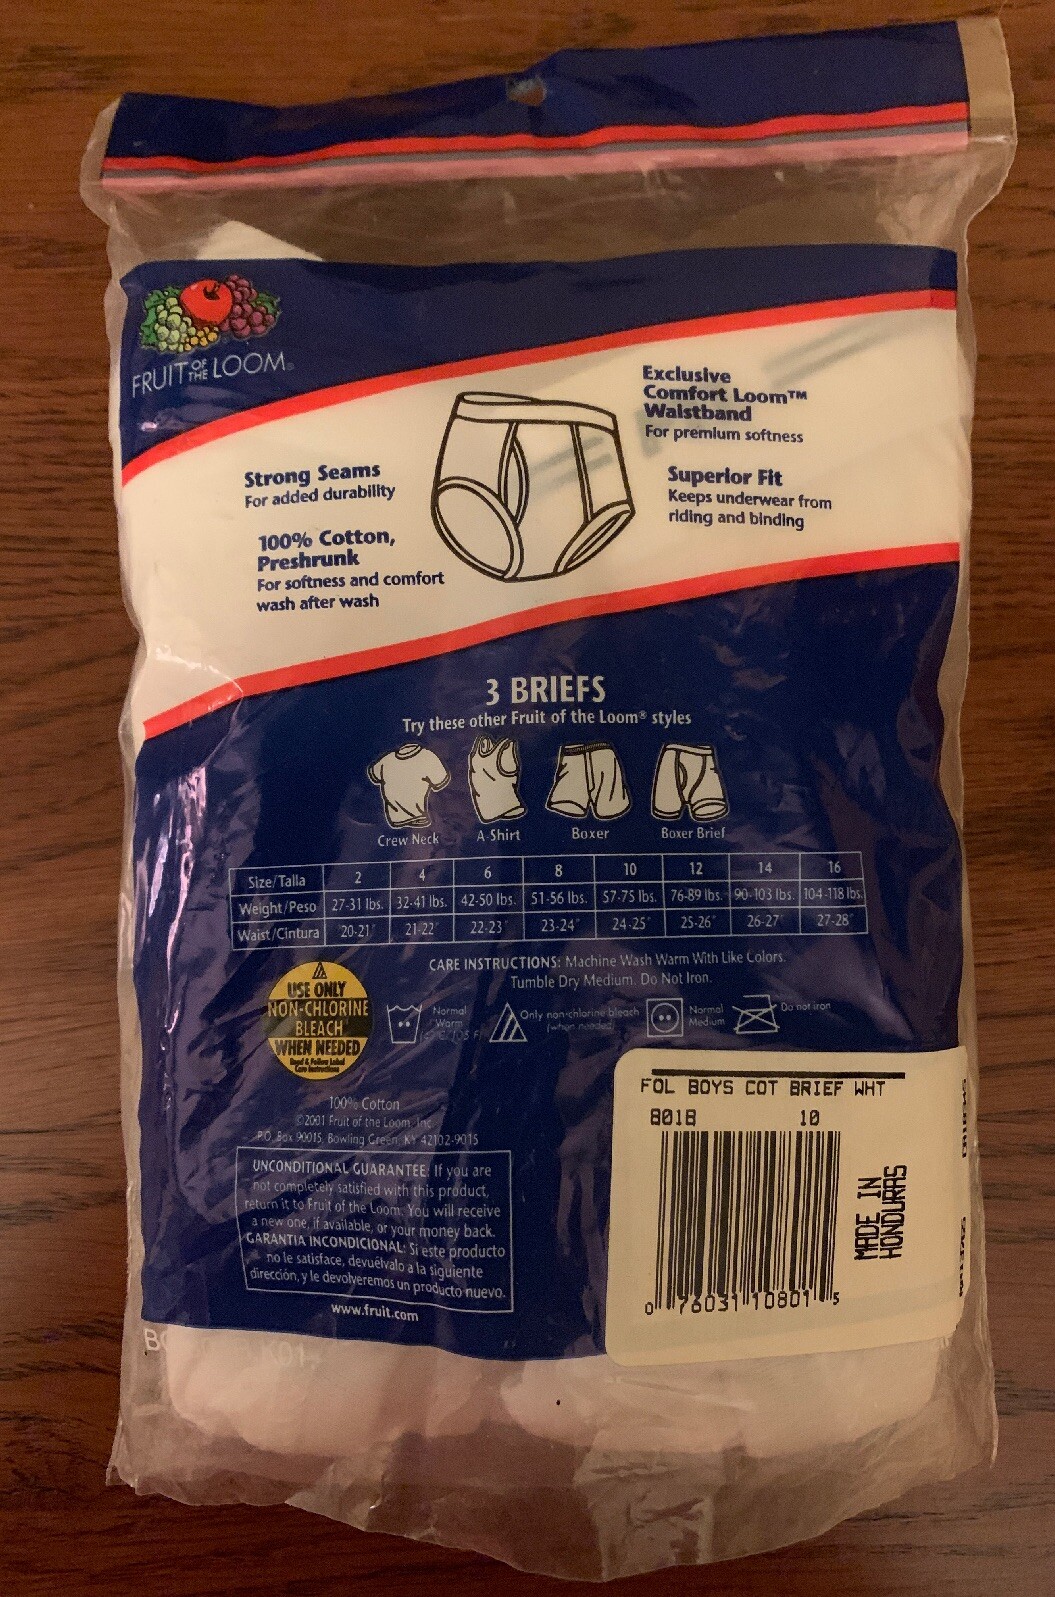 FRUIT OF THE LOOM®
Exclusive
Comfort Loom™
Waistband
For premium softness
Strong Seams
For added durability
Superior Fit
Keeps underwear from
riding and binding
100% Cotton,
Preshrunk
For softness and comfort
wash after wash
3 BRIEFS
Try these other Fruit of the Loom® styles
Crew Neck A-Shirt Boxer Boxer Brief
Size/Talla 2 4 6 8 10 12 14 16
Weight/Peso 27-31 lbs. 32-41 lbs. 42-50 lbs. 51-56 lbs. 57-75 lbs. 76-89 lbs. 90-103 lbs. 104-118 lbs.
Waist/Cintura 20-21" 21-22" 22-23" 23-24" 24-25" 25-26" 26-27" 27-28"
CARE INSTRUCTIONS: Machine Wash Warm With Like Colors.
Tumble Dry Medium. Do Not Iron.
USE ONLY
NON-CHLORINE
BLEACH
WHEN NEEDED
Read & Follow Label
Care Instructions
Normal
Warm
Only non-chlorine bleach
(when needed)
Normal
Medium
Do not iron
100% Cotton
©2001 Fruit of the Loom, Inc.
P.O. Box 90015, Bowling Green, KY 42102-9015
UNCONDITIONAL GUARANTEE: If you are
not completely satisfied with this product,
return it to Fruit of the Loom. You will receive
a new one, if available, or your money back.
GARANTIA INCONDICIONAL: Si este producto
no le satisface, devuélvalo a la siguiente
dirección, y le devolveremos un producto nuevo.
www.fruit.com
FOL BOYS COT BRIEF WHT
801B 10
MADE IN
HONDURAS
0 76031 10801 5